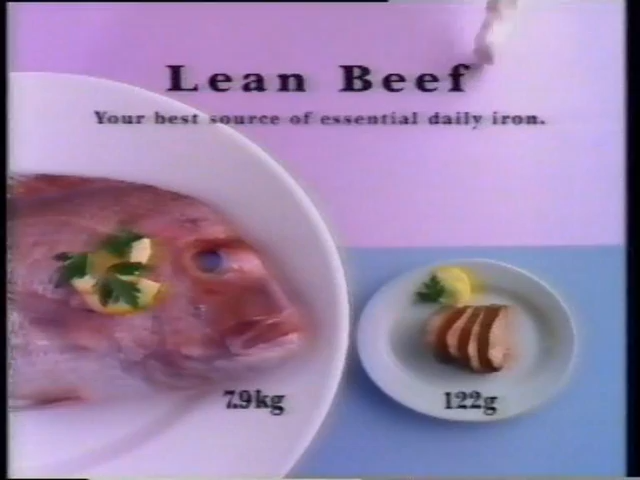 Lean Beef
Your best source of essential daily iron.
7.9kg
122g